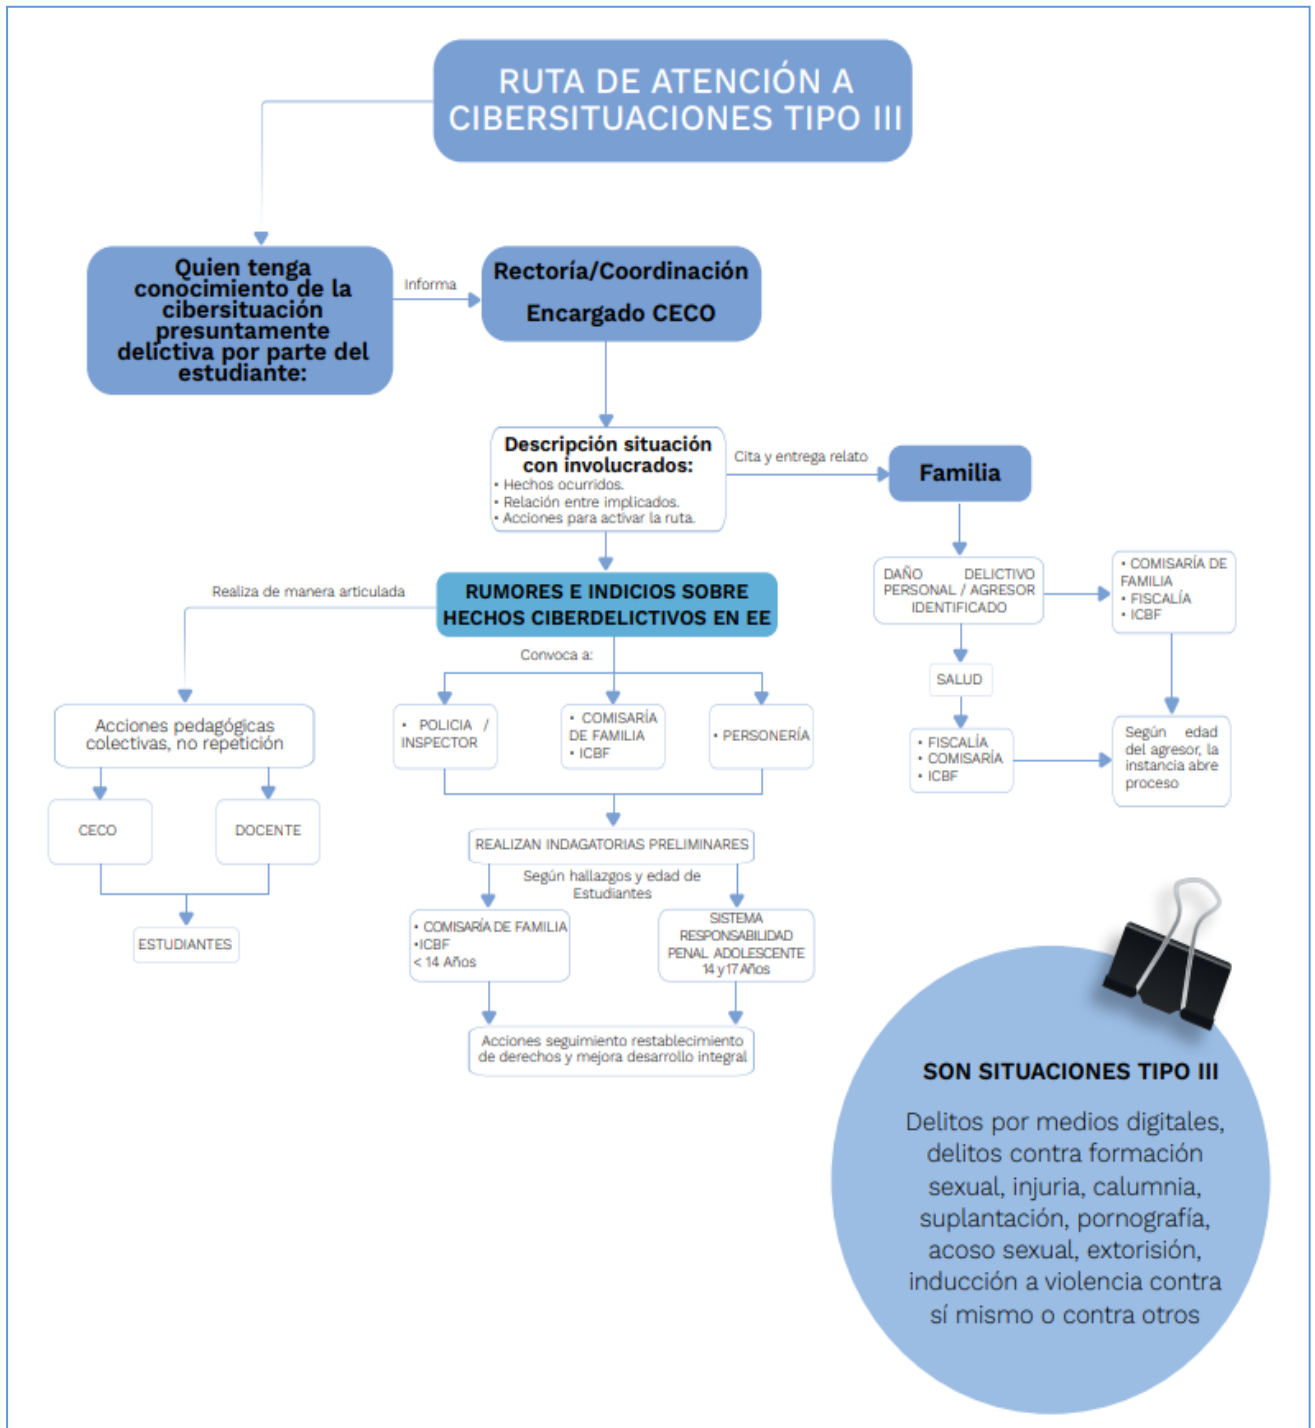 RUTA DE ATENCIÓN A
CIBERSITUACIONES TIPO III
Quien tenga
conocimiento de la
cibersituación
presuntamente
delictiva por parte del
estudiante:
Informa
Rectoría/Coordinación
Encargado CECO
Descripción situación
con involucrados:
• Hechos ocurridos.
• Relación entre implicados.
• Acciones para activar la ruta.
Cita y entrega relato
Familia
DAÑO DELICTIVO
PERSONAL / AGRESOR
IDENTIFICADO
• COMISARÍA DE
FAMILIA
• FISCALÍA
• ICBF
SALUD
• FISCALÍA
• COMISARÍA
• ICBF
Según edad
del agresor, la
instancia abre
proceso
Realiza de manera articulada
RUMORES E INDICIOS SOBRE
HECHOS CIBERDELICTIVOS EN EE
Convoca a:
Acciones pedagógicas
colectivas, no repetición
CECO
DOCENTE
ESTUDIANTES
• POLICIA /
INSPECTOR
• COMISARÍA
DE FAMILIA
• ICBF
• PERSONERÍA
REALIZAN INDAGATORIAS PRELIMINARES
Según hallazgos y edad de
Estudiantes
• COMISARÍA DE FAMILIA
•ICBF
< 14 Años
SISTEMA
RESPONSABILIDAD
PENAL ADOLESCENTE
14 y 17 Años
Acciones seguimiento restablecimiento
de derechos y mejora desarrollo integral
SON SITUACIONES TIPO III
Delitos por medios digitales,
delitos contra formación
sexual, injuria, calumnia,
suplantación, pornografía,
acoso sexual, extorisión,
inducción a violencia contra
sí mismo o contra otros